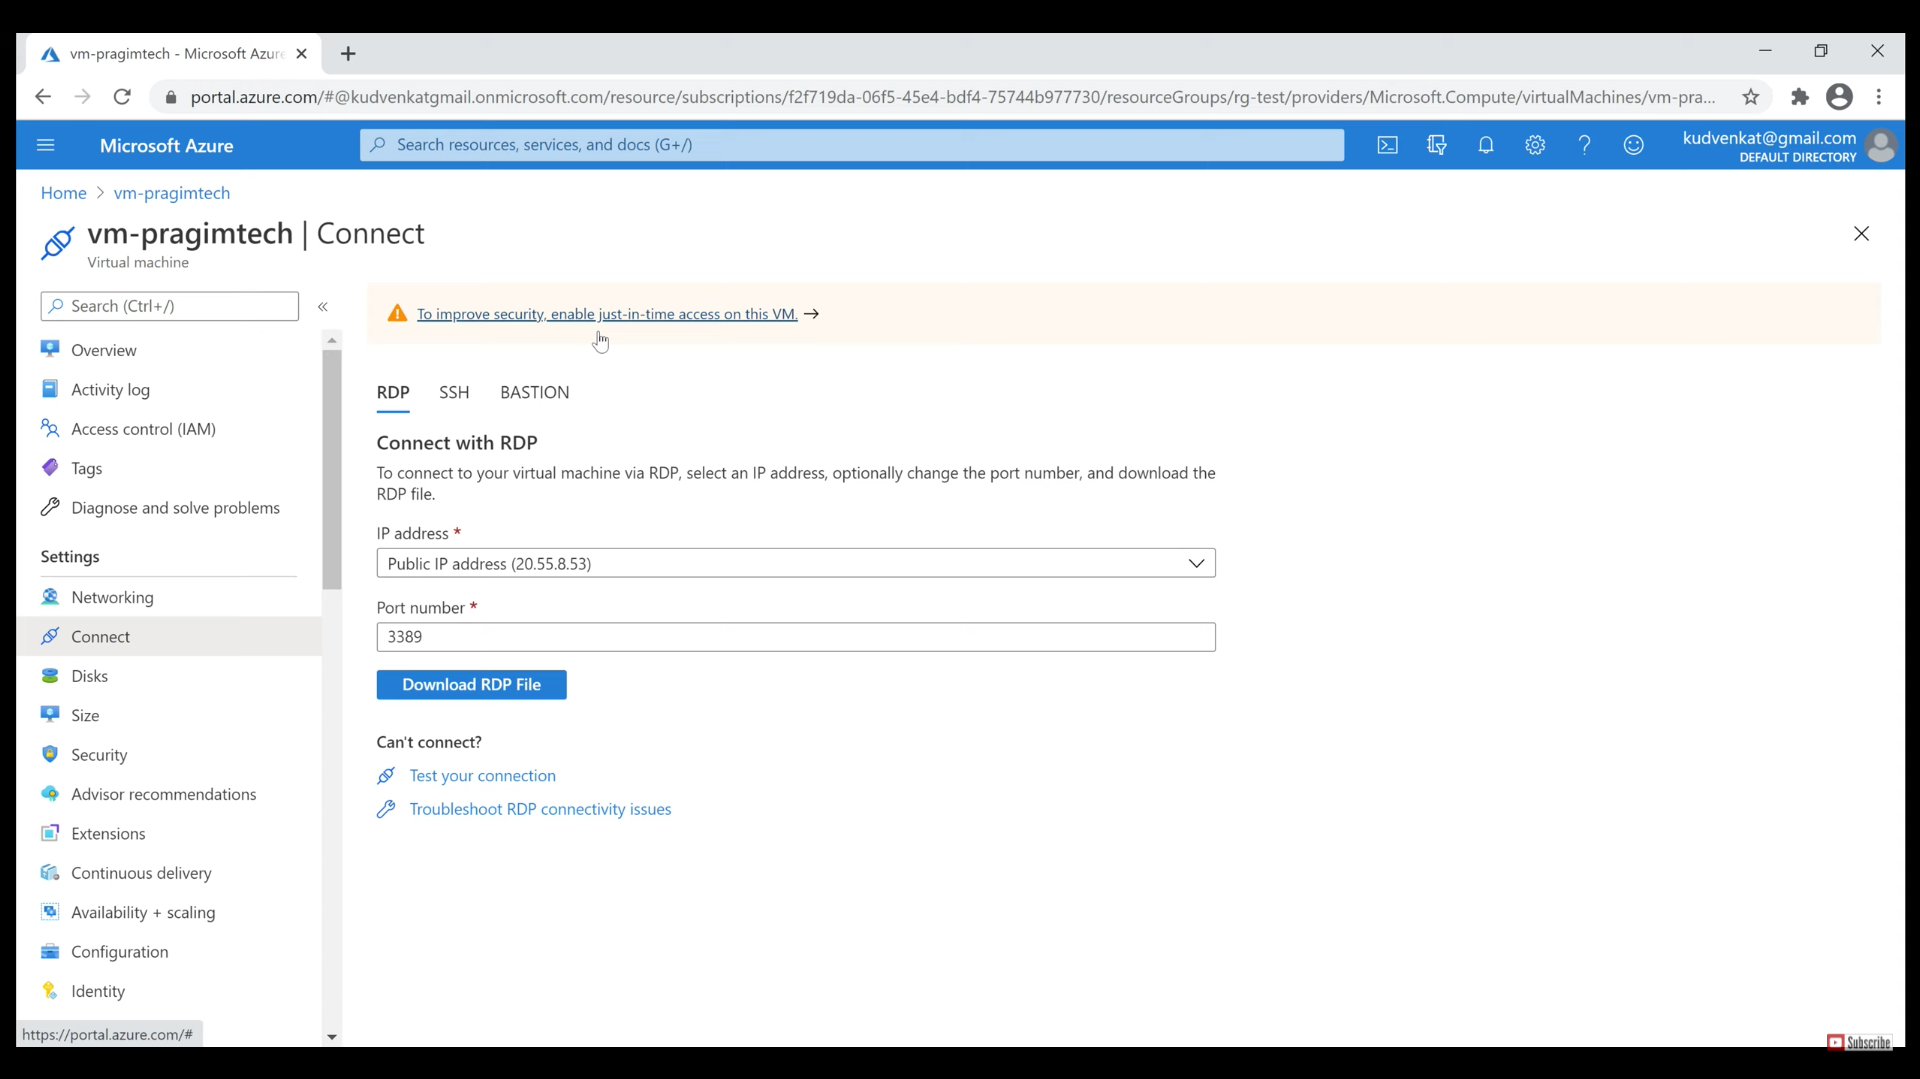 vm-pragimtech - Microsoft Azure
portal.azure.com/#@kudvenkatgmail.onmicrosoft.com/resource/subscriptions/f2f719da-06f5-45e4-bdf4-75744b977730/resourceGroups/rg-test/providers/Microsoft.Compute/virtualMachines/vm-pra...
Microsoft Azure
Search resources, services, and docs (G+/)
kudvenkat@gmail.com
DEFAULT DIRECTORY
Home > vm-pragimtech
vm-pragimtech | Connect
Virtual machine
Search (Ctrl+/)
«
Overview
Activity log
Access control (IAM)
Tags
Diagnose and solve problems
Settings
Networking
Connect
Disks
Size
Security
Advisor recommendations
Extensions
Continuous delivery
Availability + scaling
Configuration
Identity
https://portal.azure.com/#
To improve security, enable just-in-time access on this VM. →
RDP SSH BASTION
Connect with RDP
To connect to your virtual machine via RDP, select an IP address, optionally change the port number, and download the
RDP file.
IP address *
Public IP address (20.55.8.53)
Port number *
3389
Download RDP File
Can't connect?
Test your connection
Troubleshoot RDP connectivity issues
Subscribe